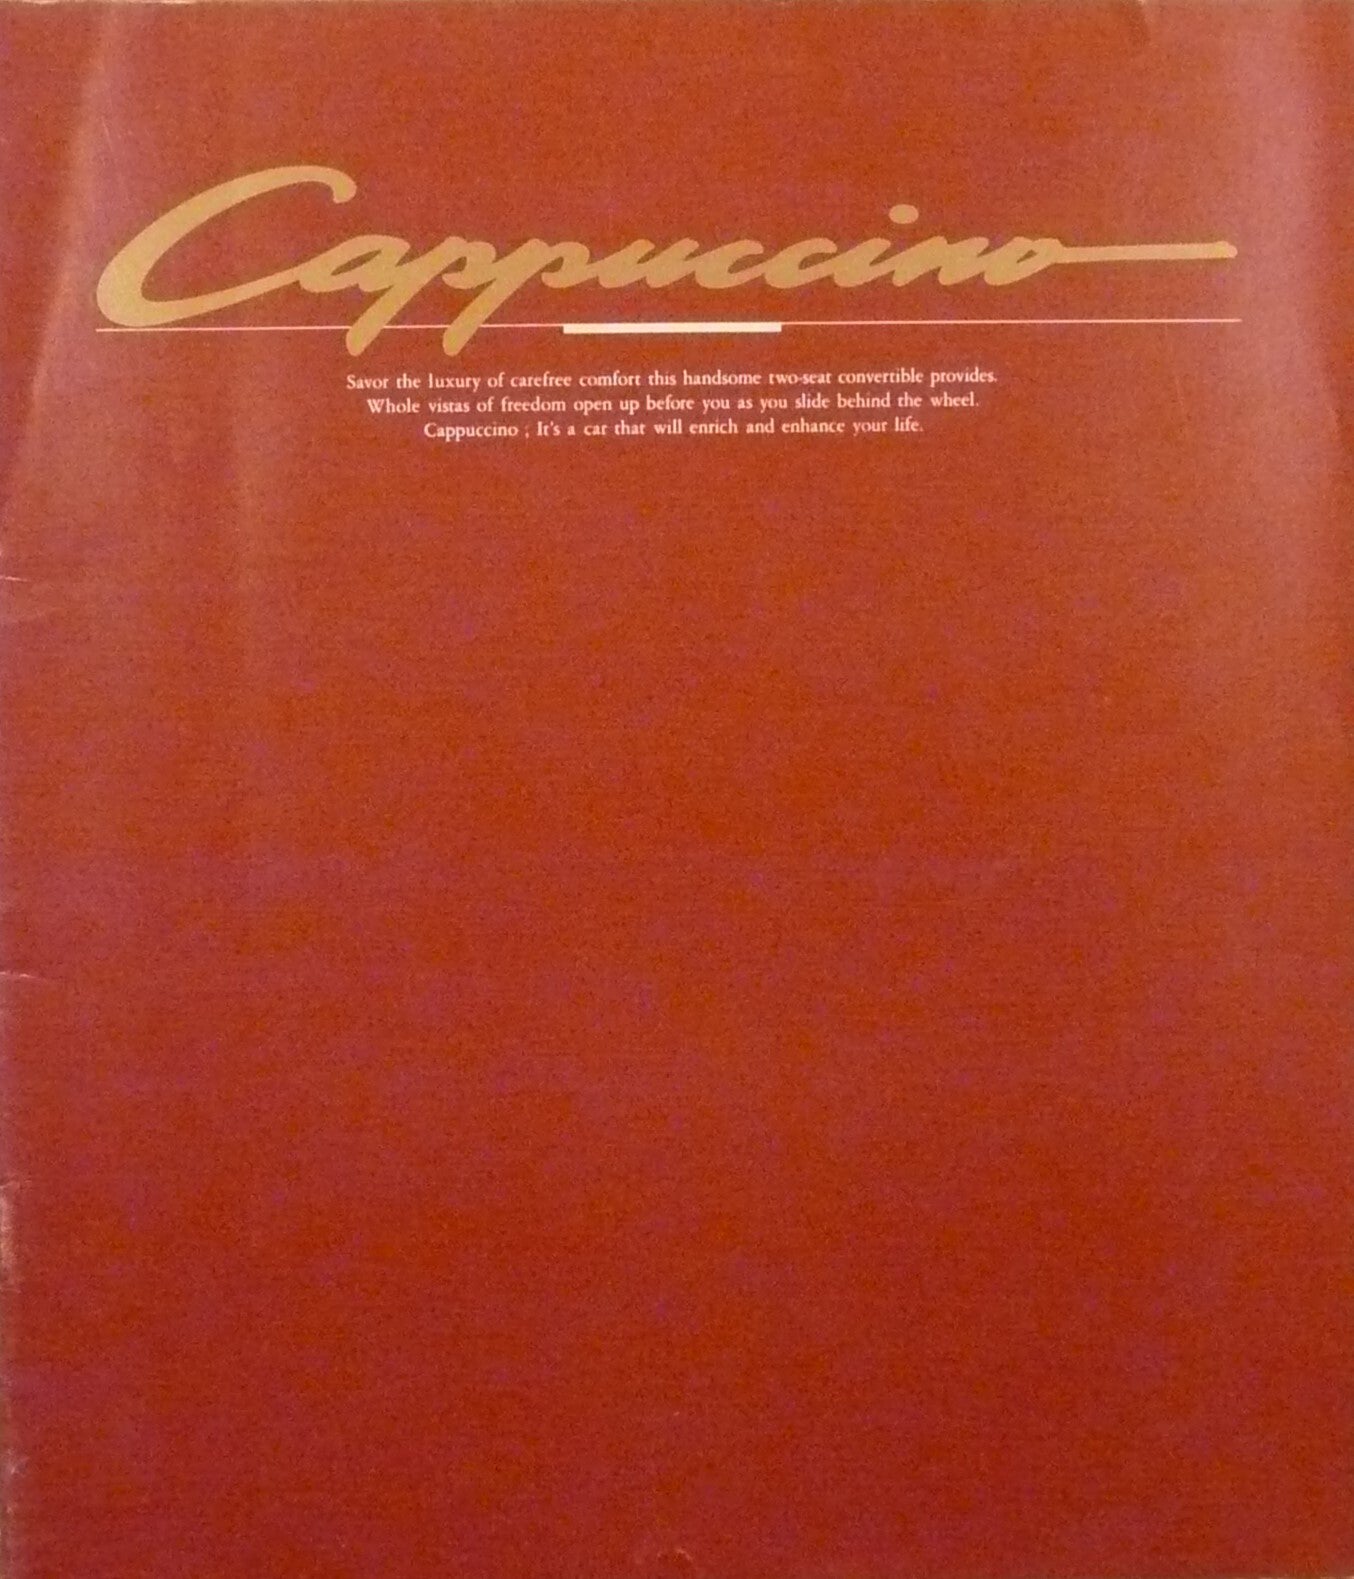 Cappuccino
Savor the luxury of carefree comfort this handsome two-seat convertible provides.
Whole vistas of freedom open up before you as you slide behind the wheel.
Cappuccino ; It's a car that will enrich and enhance your life.